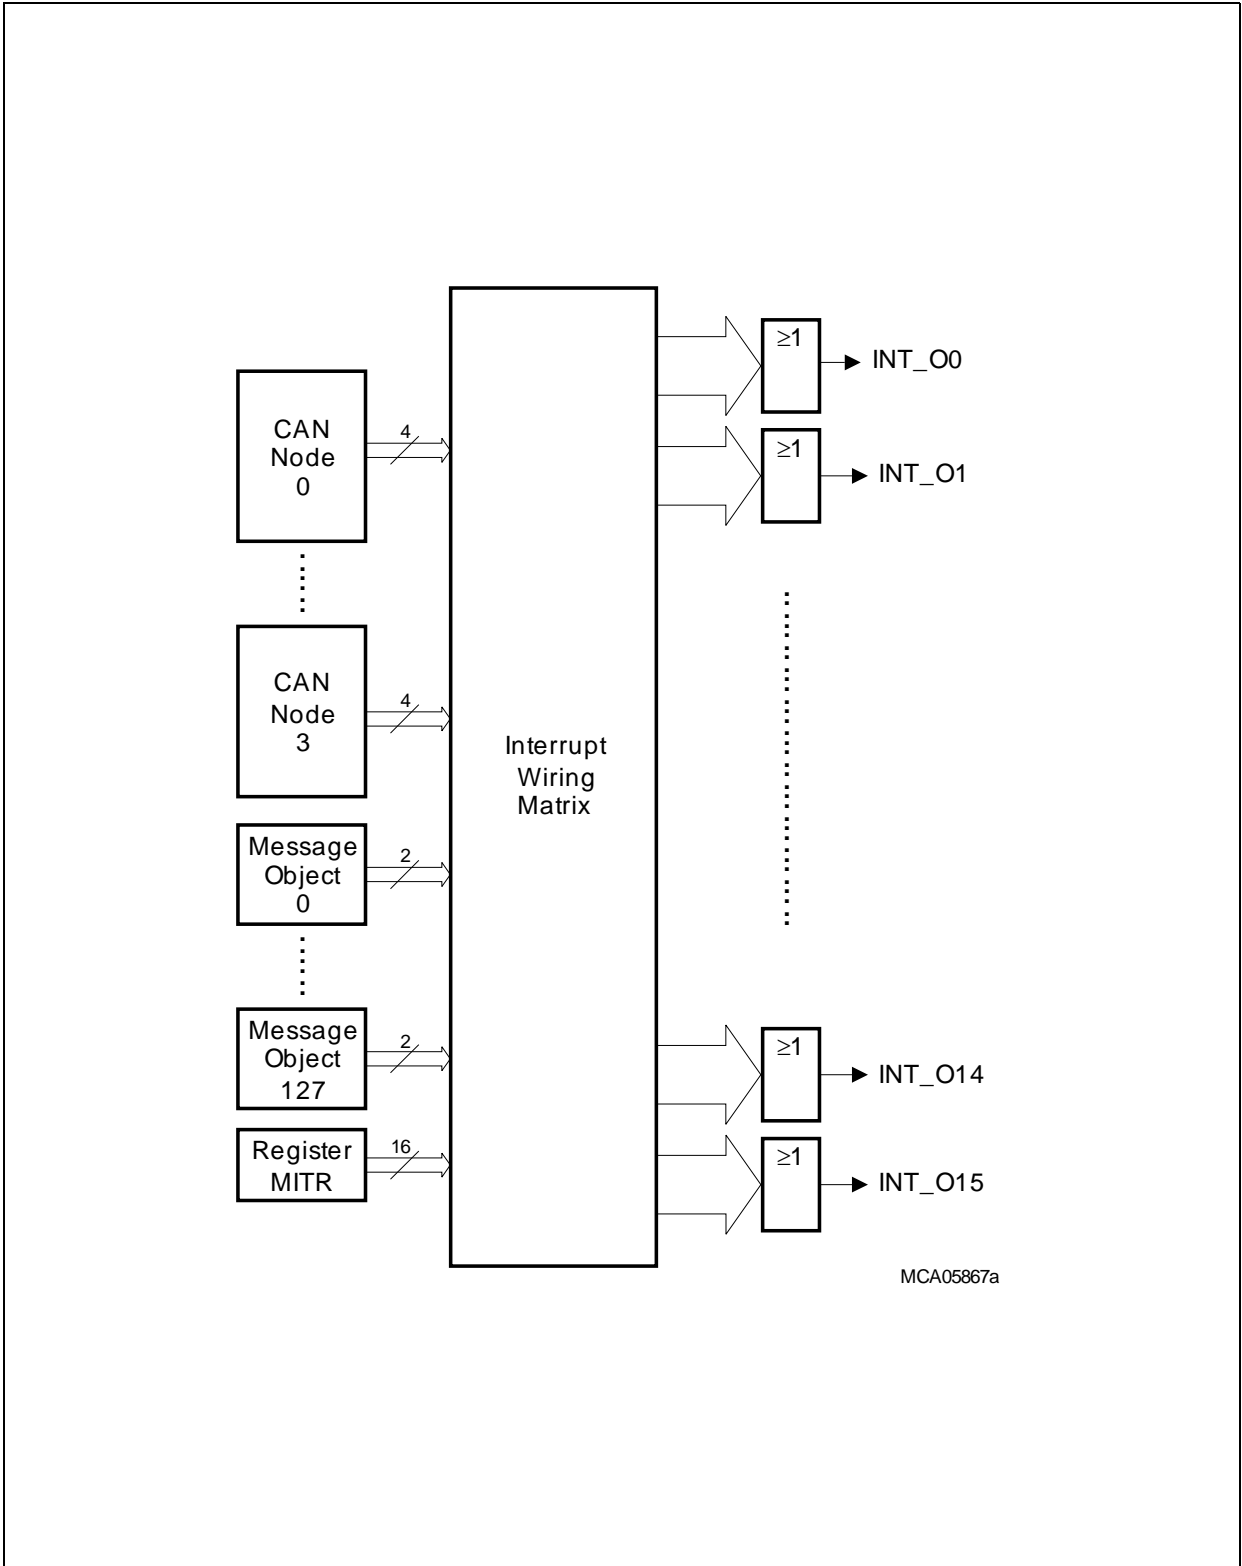 CAN
Node
0
4
CAN
Node
3
4
Message
Object
0
2
Message
Object
127
2
Register
MITR
16
Interrupt
Wiring
Matrix
≥1
INT_O0
≥1
INT_O1
≥1
INT_O14
≥1
INT_O15
MCA05867a